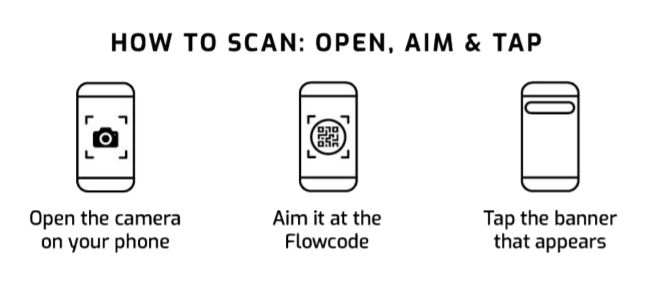 HOW TO SCAN: OPEN, AIM & TAP
Open the camera
on your phone
Aim it at the
Flowcode
Tap the banner
that appears